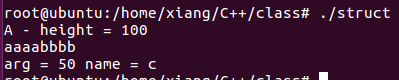 root@ubuntu:/home/xiang/C++/class# ./struct
A - height = 100
aaaabbbb
arg = 50 name = c
root@ubuntu:/home/xiang/C++/class#